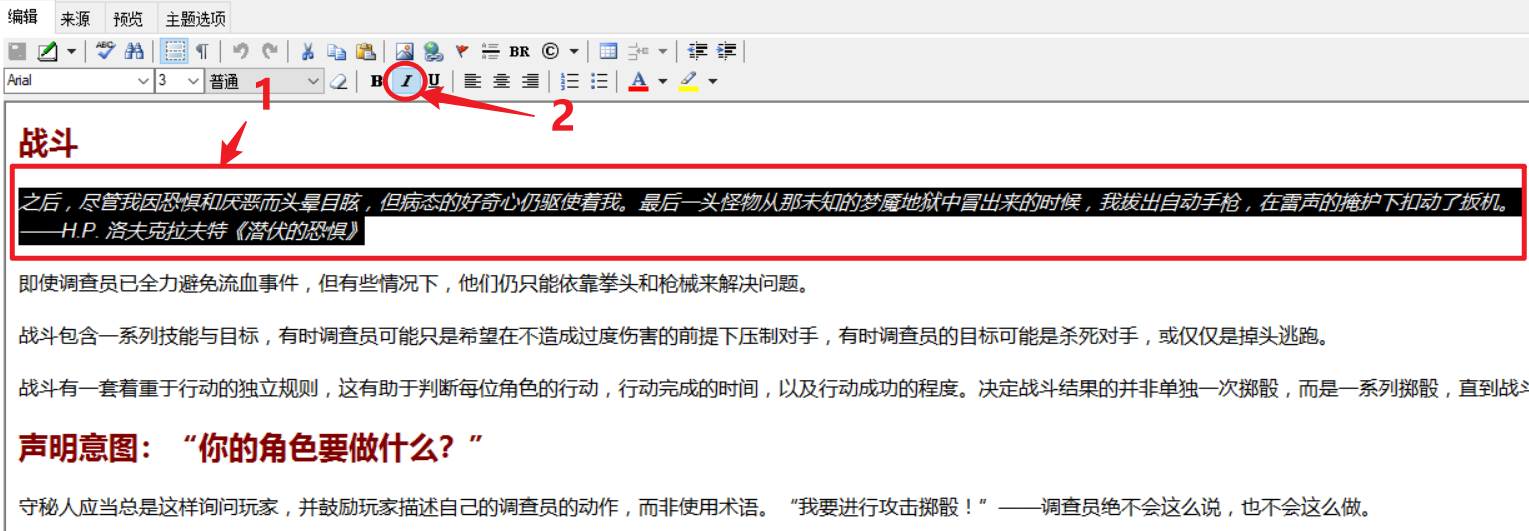 编辑 来源 预览 主题选项
ABC ¶ BR ©
Arial 3 普通 B I U A
1
2
战斗
之后，尽管我因恐惧和厌恶而头晕目眩，但病态的好奇心仍驱使着我。最后一头怪物从那未知的梦魇地狱中冒出来的时候，我拔出自动手枪，在雷声的掩护下扣动了扳机。
——H.P. 洛夫克拉夫特《潜伏的恐惧》
即使调查员已全力避免流血事件，但有些情况下，他们仍只能依靠拳头和枪械来解决问题。
战斗包含一系列技能与目标，有时调查员可能只是希望在不造成过度伤害的前提下压制对手，有时调查员的目标可能是杀死对手，或仅仅是掉头逃跑。
战斗有一套着重于行动的独立规则，这有助于判断每位角色的行动，行动完成的时间，以及行动成功的程度。决定战斗结果的并非单独一次掷骰，而是一系列掷骰，直到战斗
声明意图：“你的角色要做什么？”
守秘人应当总是这样询问玩家，并鼓励玩家描述自己的调查员的动作，而非使用术语。“我要进行攻击掷骰！”——调查员绝不会这么说，也不会这么做。